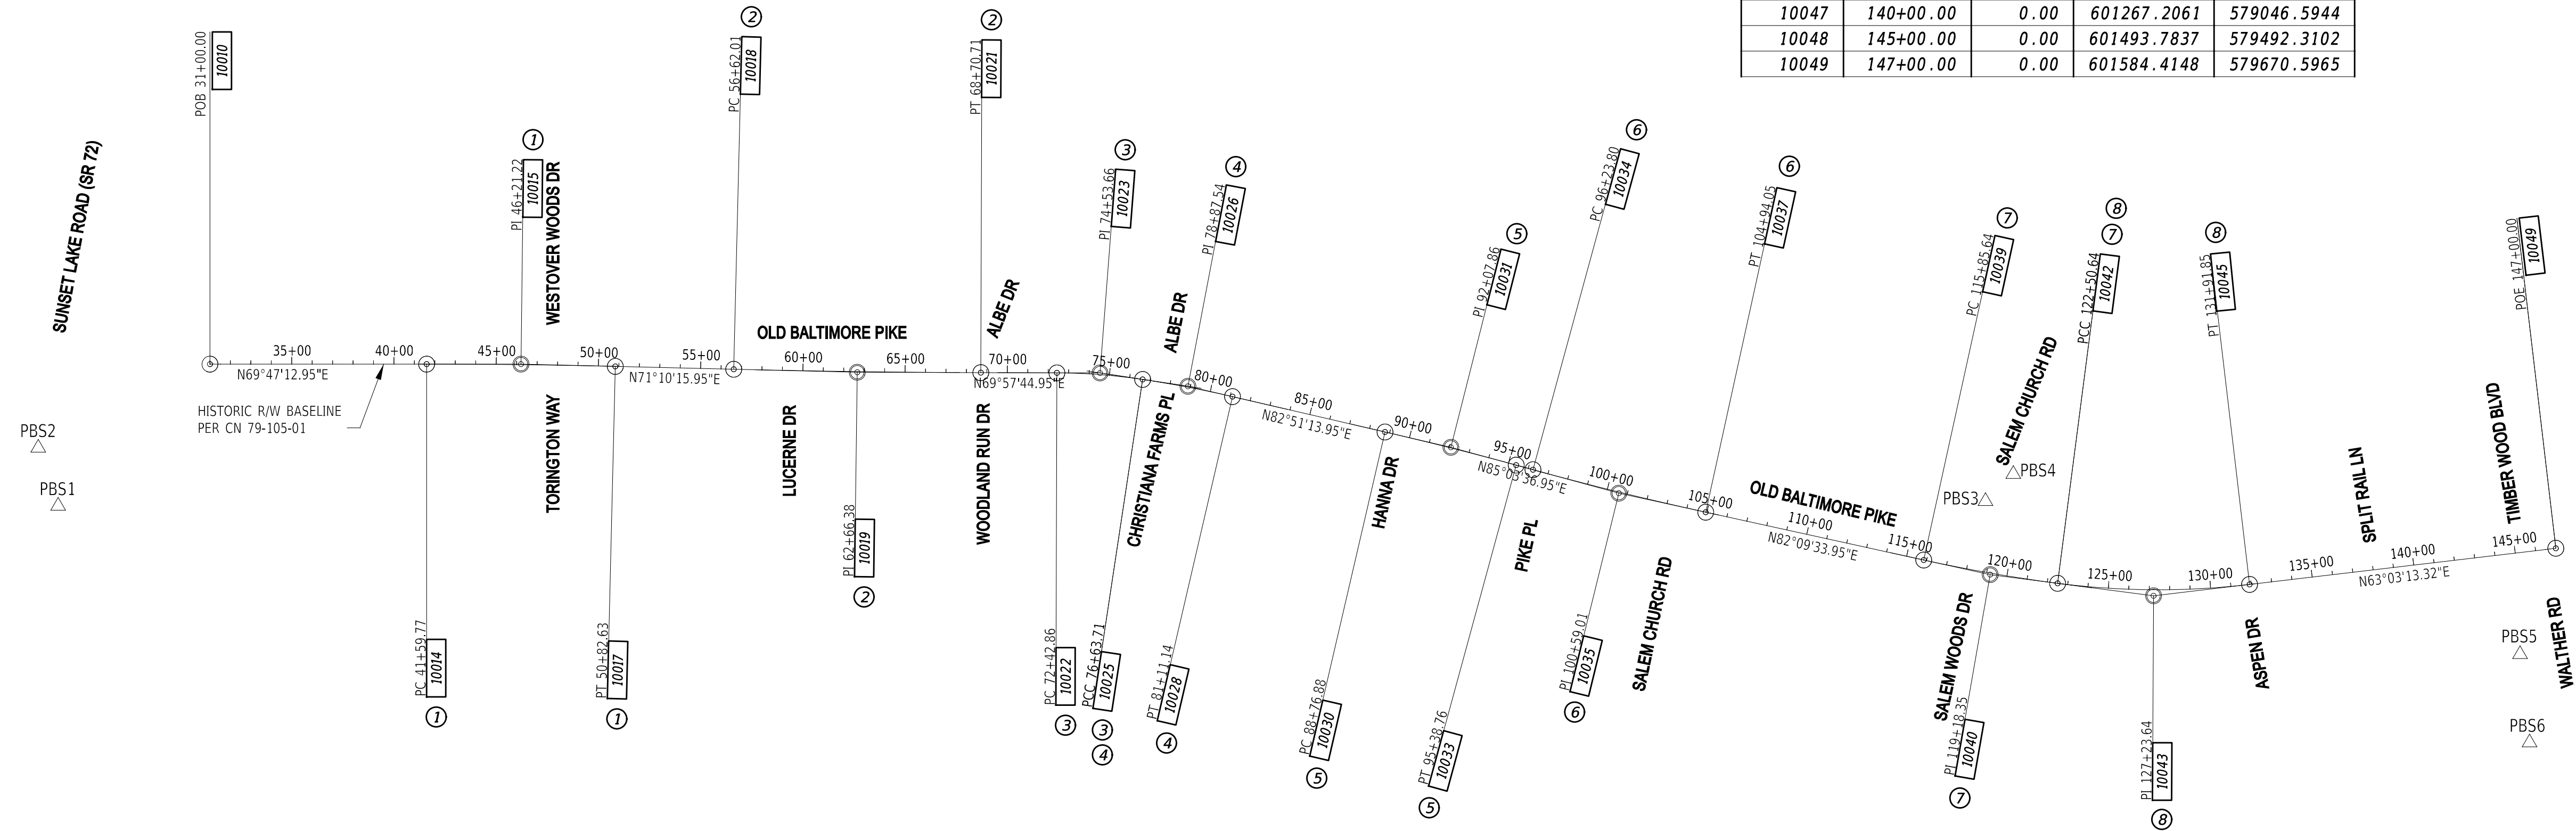 10047 140+00.00 0.00 601267.2061 579046.5944
10048 145+00.00 0.00 601493.7837 579492.3102
10049 147+00.00 0.00 601584.4148 579670.5965
POB 31+00.00
10010
SUNSET LAKE ROAD (SR 72)
1
PI 46+21.22
10015
WESTOVER WOODS DR
2
PC 56+62.01
10018
2
PT 68+70.71
10021
3
PI 74+53.66
10023
4
PI 78+87.54
10026
5
PI 92+07.86
10031
6
PC 96+23.80
10034
6
PT 104+94.05
10037
7
PC 115+85.64
10039
8
7
PCC 122+50.64
10042
8
PT 131+91.85
10045
POE 147+00.00
10049
ALBE DR
ALBE DR
OLD BALTIMORE PIKE
35+00
40+00
45+00
50+00
55+00
60+00
65+00
70+00
75+00
80+00
85+00
90+00
95+00
100+00
105+00
110+00
115+00
120+00
125+00
130+00
135+00
140+00
145+00
N69°47'12.95"E
N71°10'15.95"E
N69°57'44.95"E
N82°51'13.95"E
N85°03'36.95"E
N82°09'33.95"E
N63°03'13.32"E
OLD BALTIMORE PIKE
SALEM CHURCH RD
SPLIT RAIL LN
TIMBER WOOD BLVD
HISTORIC R/W BASELINE
PER CN 79-105-01
PBS2
PBS1
PBS3
PBS4
PBS5
PBS6
TORINGTON WAY
LUCERNE DR
WOODLAND RUN DR
CHRISTIANA FARMS PL
HANNA DR
PIKE PL
SALEM CHURCH RD
SALEM WOODS DR
ASPEN DR
WALTHER RD
PC 41+59.77
10014
1
PT 50+82.63
10017
1
PI 62+66.38
10019
2
PC 72+42.86
10022
3
PCC 76+63.71
10025
3
4
PT 81+11.14
10028
4
PC 88+76.88
10030
5
PT 95+38.76
10033
5
PI 100+59.01
10035
6
PI 119+18.35
10040
7
PI 127+23.64
10043
8